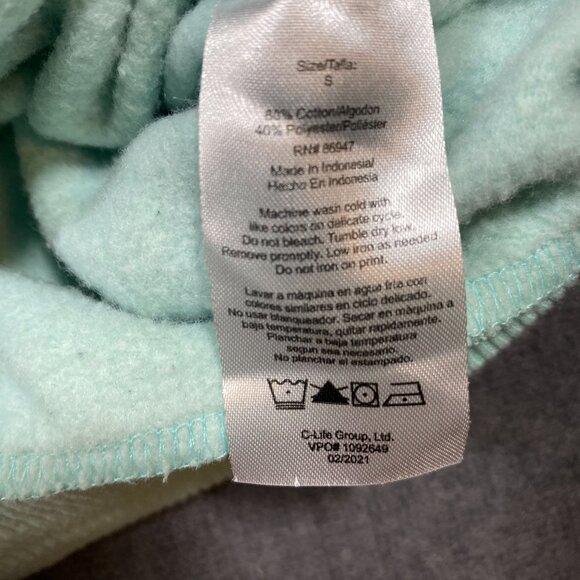 Size/Talla:
S
60% Cotton/Algodon
40% Polyester/Poliéster
RN# 86947
Made In Indonesia/
Hecho En Indonesia
Machine wash cold with
like colors on delicate cycle.
Do not bleach. Tumble dry low.
Remove promptly. Low iron as needed
Do not iron on print.
Lavar a máquina en agua fria con
colores similares en ciclo delicado.
No usar blanqueador. Secar en máquina a
baja temperatura, quitar rapidamente.
Planchar a baja temperatura
segun sea necesario
No planchar el estampado.
C-Life Group, Ltd.
VPO# 1092649
02/2021